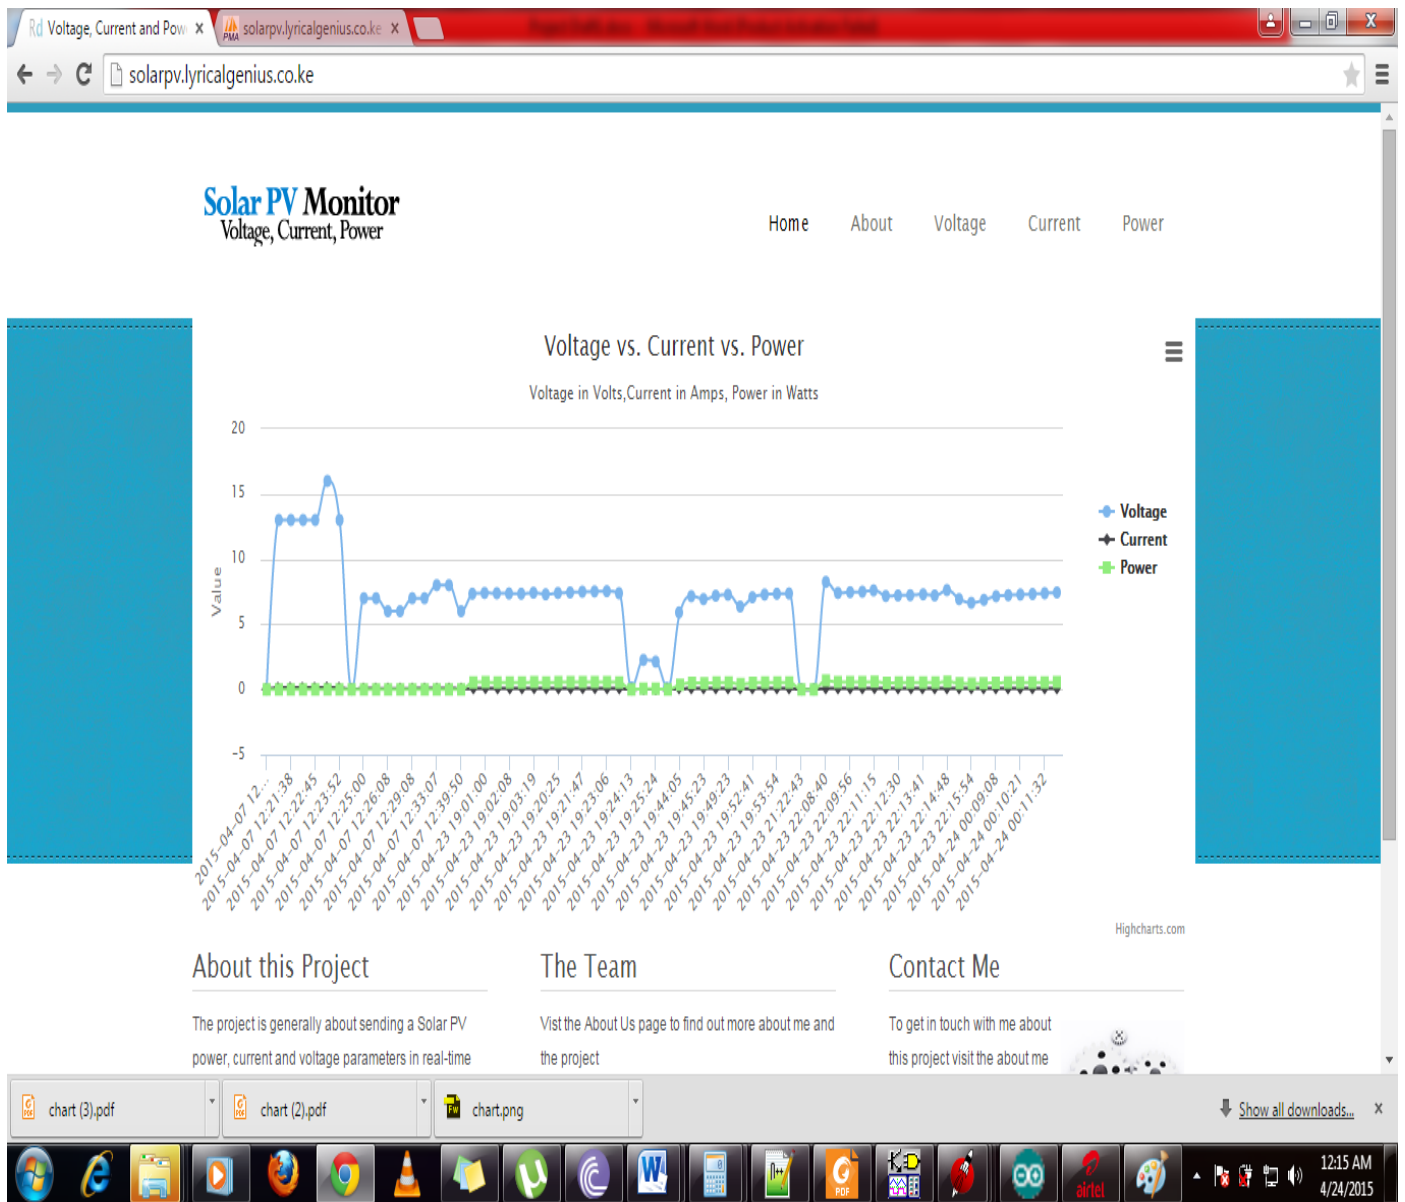 Rd Voltage, Current and Pow
PMA solarpv.lyricalgenius.co.ke
solarpv.lyricalgenius.co.ke
Solar PV Monitor
Voltage, Current, Power
Home About Voltage Current Power
Voltage vs. Current vs. Power
Voltage in Volts,Current in Amps, Power in Watts
20
15
10
5
0
-5
Value
Voltage
Current
Power
2015-04-07 12...
2015-04-07 12:21:38
2015-04-07 12:22:45
2015-04-07 12:23:52
2015-04-07 12:25:00
2015-04-07 12:26:08
2015-04-07 12:29:08
2015-04-07 12:33:07
2015-04-07 12:39:50
2015-04-23 19:01:00
2015-04-23 19:02:08
2015-04-23 19:03:19
2015-04-23 19:20:25
2015-04-23 19:21:47
2015-04-23 19:23:06
2015-04-23 19:24:13
2015-04-23 19:25:24
2015-04-23 19:44:05
2015-04-23 19:45:23
2015-04-23 19:49:23
2015-04-23 19:52:41
2015-04-23 19:53:54
2015-04-23 21:22:43
2015-04-23 22:08:40
2015-04-23 22:09:56
2015-04-23 22:11:15
2015-04-23 22:12:30
2015-04-23 22:13:41
2015-04-23 22:14:48
2015-04-23 22:15:54
2015-04-24 00:09:08
2015-04-24 00:10:21
2015-04-24 00:11:32
Highcharts.com
About this Project
The project is generally about sending a Solar PV
power, current and voltage parameters in real-time
The Team
Vist the About Us page to find out more about me and
the project
Contact Me
To get in touch with me about
this project visit the about me
chart (3).pdf
chart (2).pdf
chart.png
Show all downloads...
airtel
12:15 AM
4/24/2015